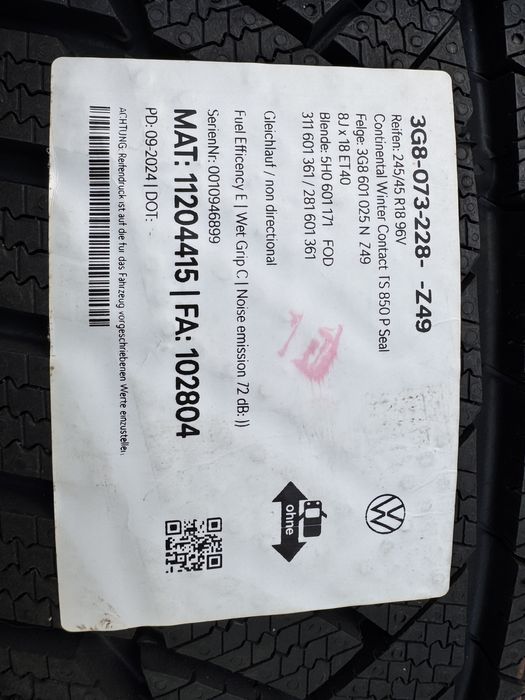 3G8-073-228- -Z49
Reifen: 245/45 R18 96V
Continental Winter Contact TS 850 P Seal
Felge: 3G8 601 025 N Z49
8J x 18 ET40
Blende: 5H0 601 171 FOD
311 601 361 / 281 601 361
Gleichlauf / non directional
Fuel Efficency E | Wet Grip C | Noise emission 72 dB: ))
SerienNr: 0010946899
MAT: 11204415 | FA: 102804
PD: 09-2024 | DOT: -
ACHTUNG: Reifendruck ist auf die für das Fahrzeug vorgeschriebenen Werte einzustellen.
ohne
VW